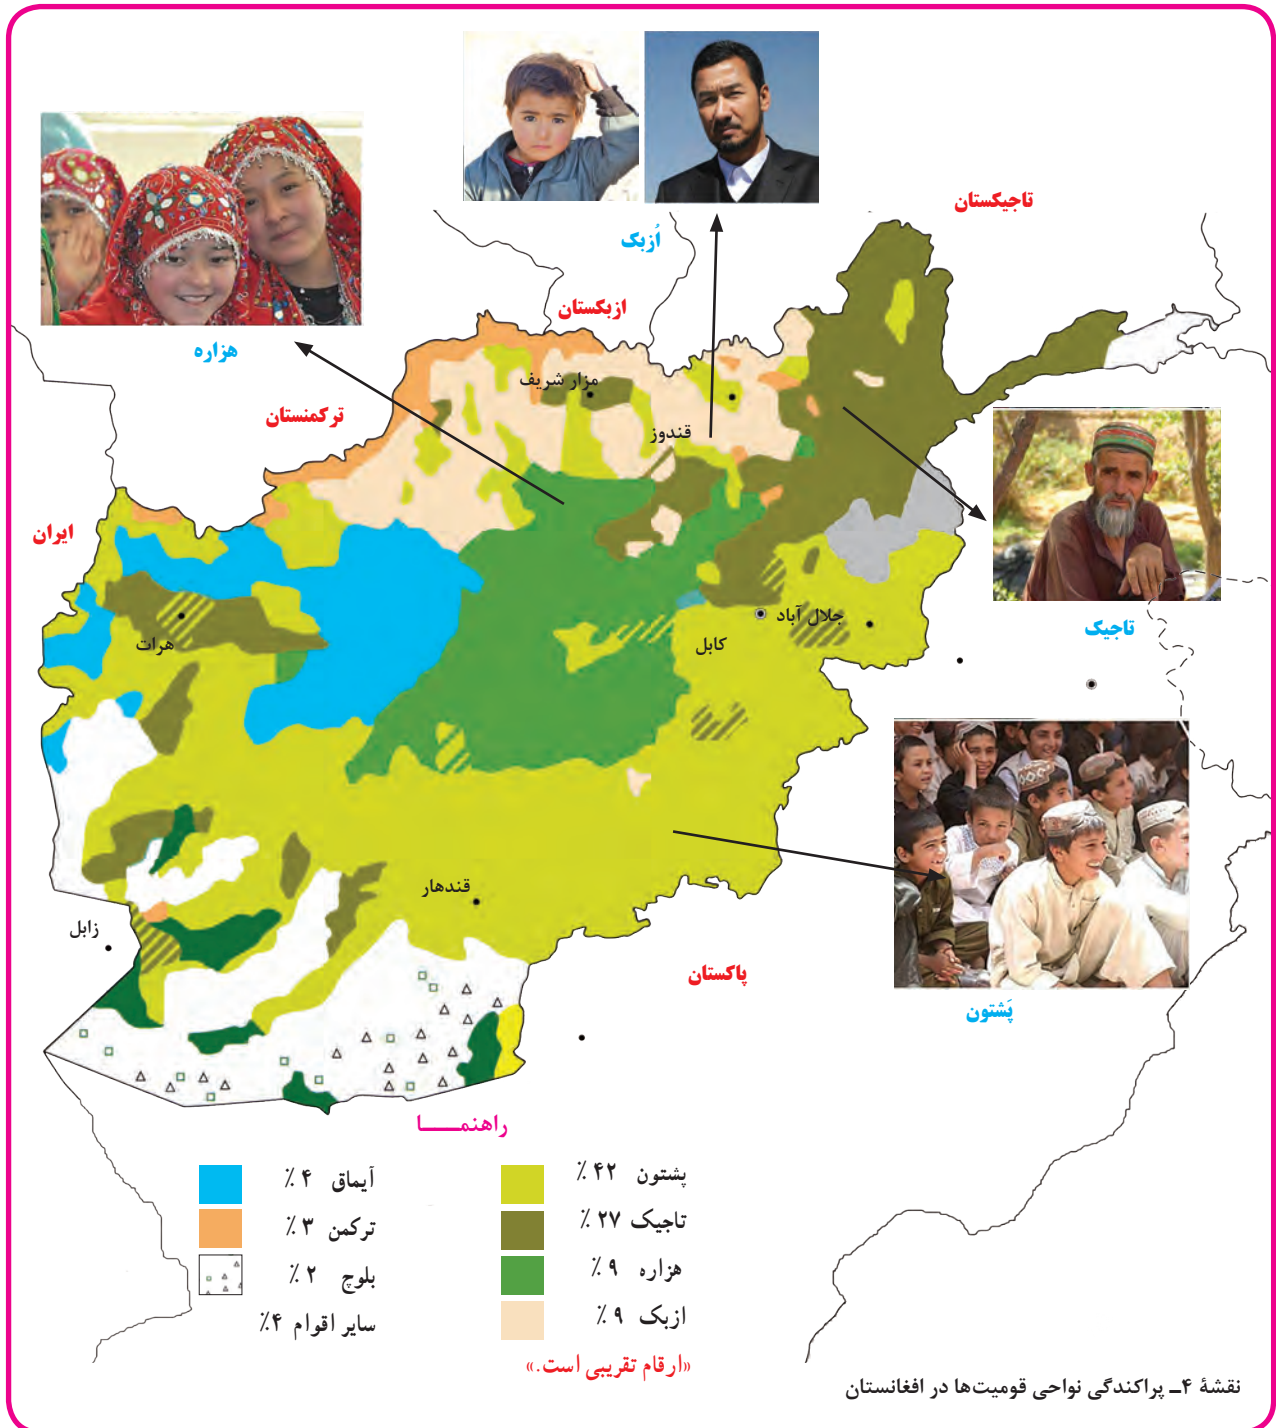 تاجیکستان
اُزبک
ازبکستان
هزاره
مزار شریف
ترکمنستان
قندوز
ایران
جلال آباد
تاجیک
هرات
کابل
قندهار
زابل
پاکستان
پَشتون
راهنمـــــا
پشتون ۴۲ ٪
تاجیک ۲۷ ٪
هزاره ۹ ٪
ازبک ۹ ٪
آیماق ۴ ٪
ترکمن ۳ ٪
بلوچ ۲ ٪
سایر اقوام ۴٪
«ارقام تقریبی است.»
نقشهٔ ۴ـ پراکندگی نواحی قومیت‌ها در افغانستان